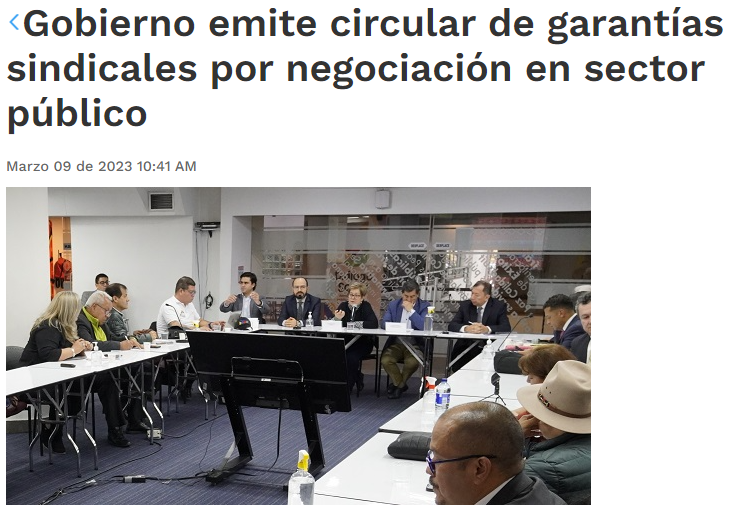 Gobierno emite circular de garantías
sindicales por negociación en sector
público
Marzo 09 de 2023 10:41 AM